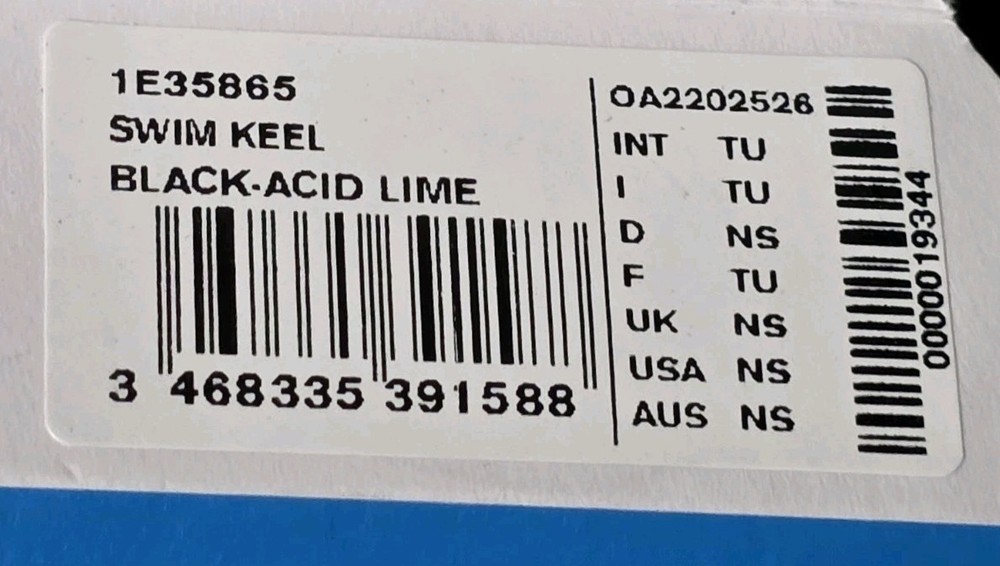 1E35865
SWIM KEEL
BLACK-ACID LIME
3 468335 391588
OA2202526
INT TU
I TU
D NS
F TU
UK NS
USA NS
AUS NS
0000019344